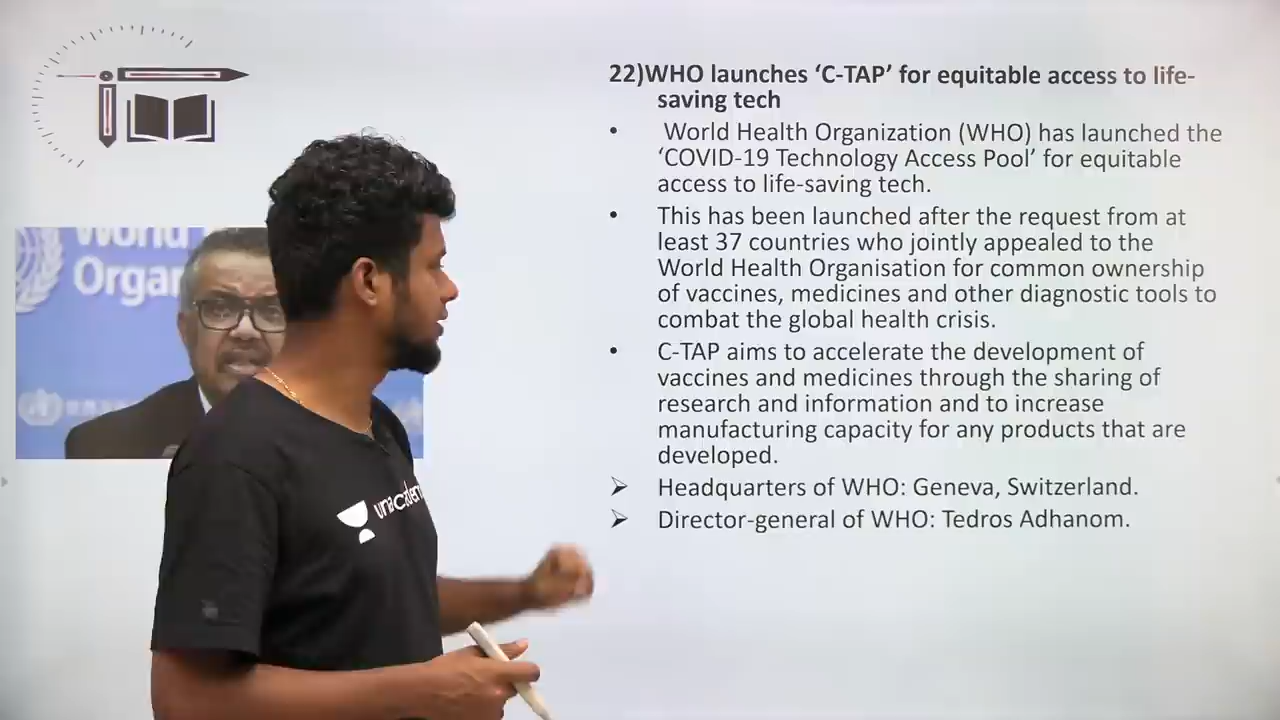 22)WHO launches ‘C-TAP’ for equitable access to life-
saving tech
• World Health Organization (WHO) has launched the
‘COVID-19 Technology Access Pool’ for equitable
access to life-saving tech.
• This has been launched after the request from at
least 37 countries who jointly appealed to the
World Health Organisation for common ownership
of vaccines, medicines and other diagnostic tools to
combat the global health crisis.
• C-TAP aims to accelerate the development of
vaccines and medicines through the sharing of
research and information and to increase
manufacturing capacity for any products that are
developed.
➢ Headquarters of WHO: Geneva, Switzerland.
➢ Director-general of WHO: Tedros Adhanom.
World
Organ
unacadem